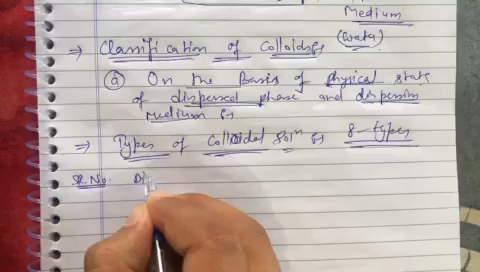 Medium
(Water)
⇒ Classification of Colloids
(a) On the Basis of physical state
of dispersed phase and dispersion
medium is
⇒ Types of Colloidal Solⁿ is 8-types
Sr. No. Di